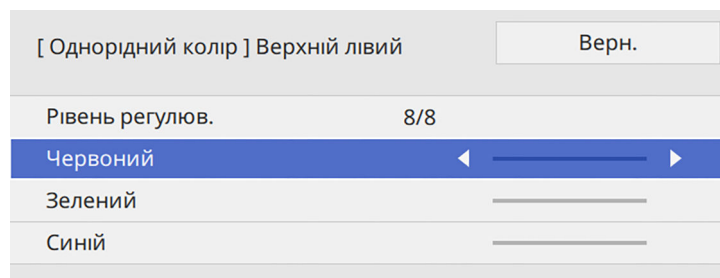 [ Однорідний колір ] Верхній лівий
Верн.
Рівень регулюв. 8/8
Червоний
Зелений
Синій